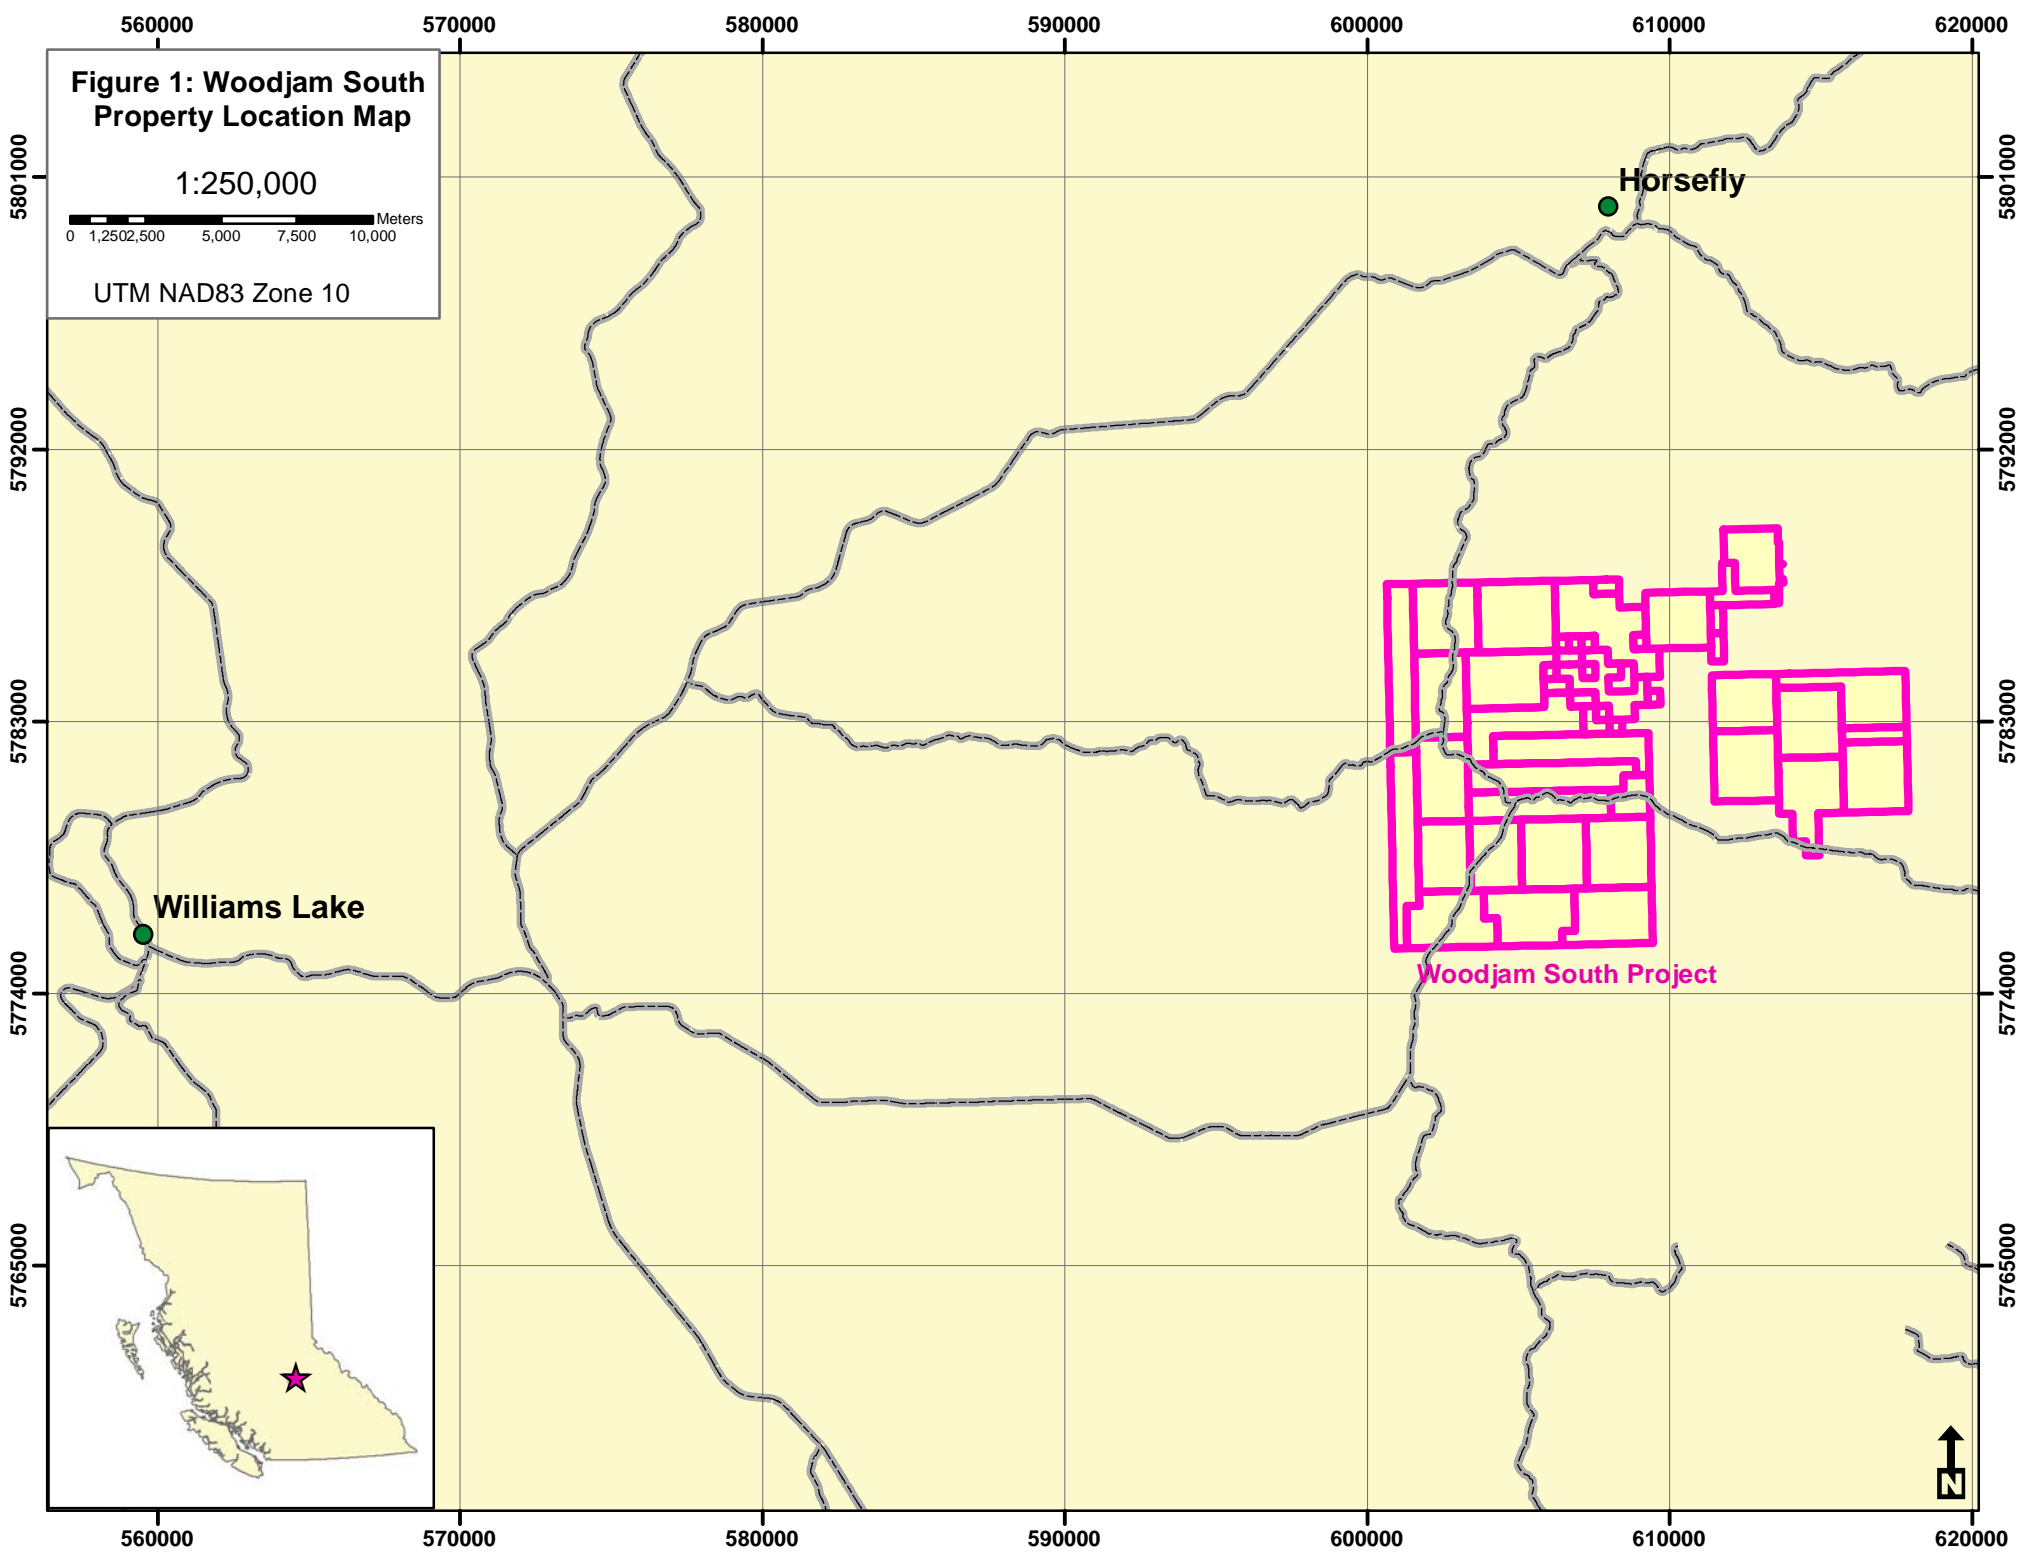 560000 570000 580000 590000 600000 610000 620000
Figure 1: Woodjam South
Property Location Map
1:250,000
Meters
0 1,250 2,500 5,000 7,500 10,000
UTM NAD83 Zone 10
5801000 5801000
Horsefly
5792000 5792000
5783000 5783000
Williams Lake
Woodjam South Project
5774000 5774000
5765000 5765000
N
560000 570000 580000 590000 600000 610000 620000